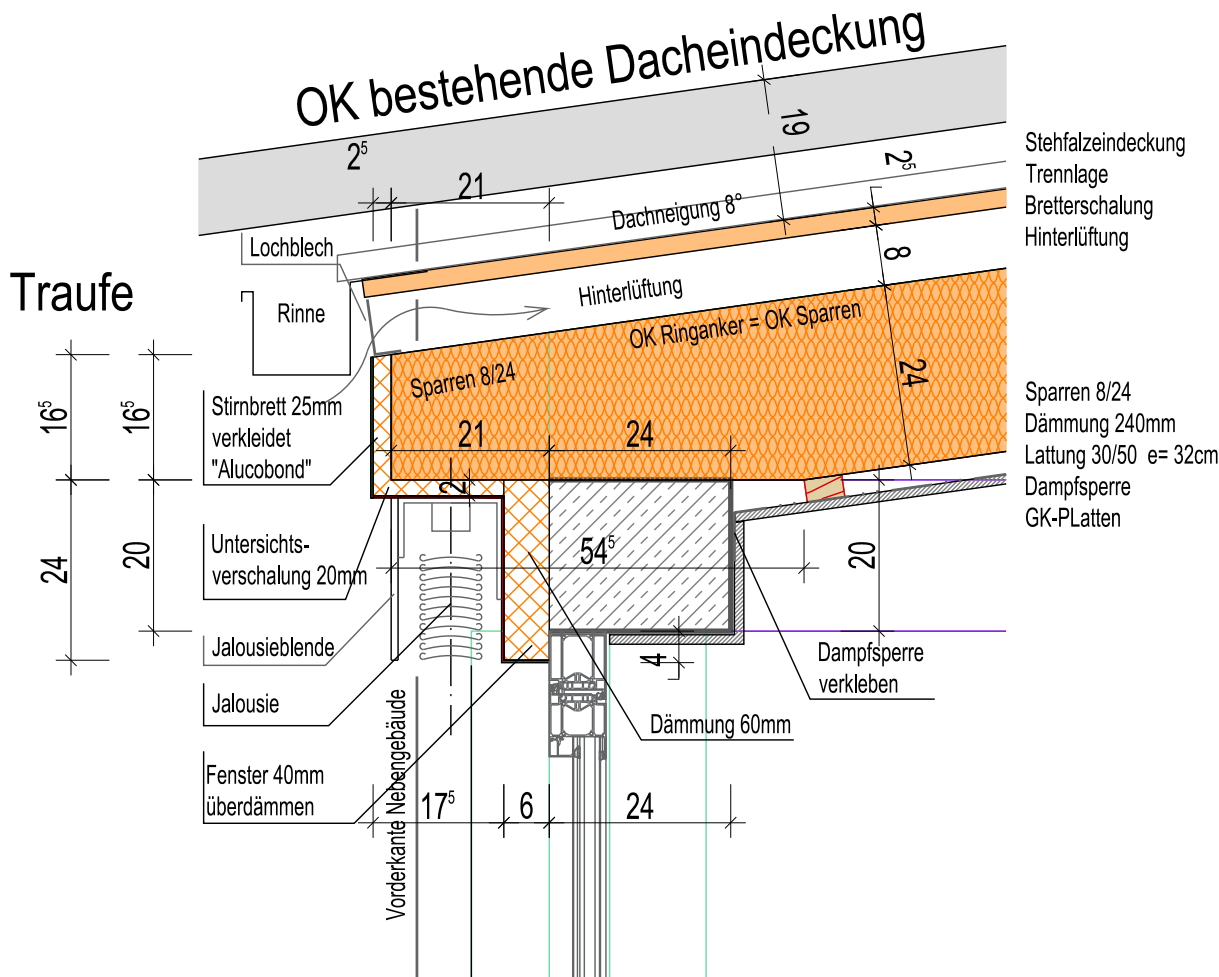 OK bestehende Dacheindeckung
19
2⁵
2⁵
21
Stehfalzeindeckung
Trennlage
Bretterschalung
Hinterlüftung
Dachneigung 8°
Lochblech
8
Traufe
Rinne
Hinterlüftung
OK Ringanker = OK Sparren
24
Sparren 8/24
16⁵
16⁵
Stirnbrett 25mm
verkleidet
"Alucobond"
21
24
Sparren 8/24
Dämmung 240mm
Lattung 30/50 e= 32cm
Dampfsperre
GK-PLatten
2
24
20
Untersichts-
verschalung 20mm
54⁵
20
Jalousieblende
4
Dampfsperre
verkleben
Jalousie
Dämmung 60mm
Fenster 40mm
überdämmen
17⁵
6
24
Vorderkante Nebengebäude